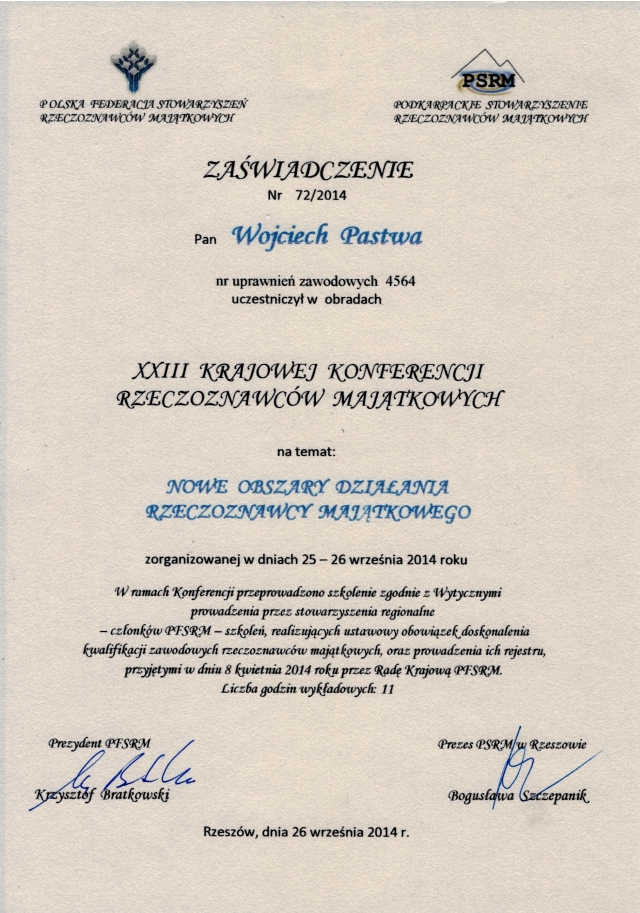 POLSKA FEDERACJA STOWARZYSZEŃ
RZECZOZNAWCÓW MAJĄTKOWYCH
PSRM
PODKARPACKIE STOWARZYSZENIE
RZECZOZNAWCÓW MAJĄTKOWYCH
ZAŚWIADCZENIE
Nr 72/2014
Pan Wojciech Pastwa
nr uprawnień zawodowych 4564
uczestniczył w obradach
XXIII KRAJOWEJ KONFERENCJI
RZECZOZNAWCÓW MAJĄTKOWYCH
na temat:
NOWE OBSZARY DZIAŁANIA
RZECZOZNAWCY MAJĄTKOWEGO
zorganizowanej w dniach 25 – 26 września 2014 roku
W ramach Konferencji przeprowadzono szkolenie zgodnie z Wytycznymi
prowadzenia przez stowarzyszenia regionalne
– członków PFSRM – szkoleń, realizujących ustawowy obowiązek doskonalenia
kwalifikacji zawodowych rzeczoznawców majątkowych, oraz prowadzenia ich rejestru,
przyjętymi w dniu 8 kwietnia 2014 roku przez Radę Krajową PFSRM.
Liczba godzin wykładowych: 11
Prezydent PFSRM
Krzysztof Bratkowski
Prezes PSRM w Rzeszowie
Bogusława Szczepanik
Rzeszów, dnia 26 września 2014 r.